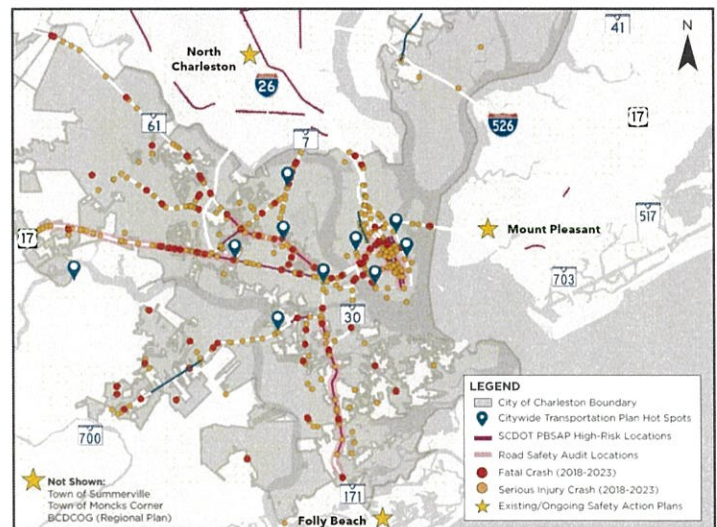 41
N
North
Charleston
26
17
61
7
526
517
17
Mount Pleasant
703
30
LEGEND
City of Charleston Boundary
Citywide Transportation Plan Hot Spots
SCDOT PBSAP High-Risk Locations
Road Safety Audit Locations
Fatal Crash (2018-2023)
Serious Injury Crash (2018-2023)
Existing/Ongoing Safety Action Plans
700
Not Shown:
Town of Summerville
Town of Moncks Corner
BCDCOG (Regional Plan)
171
Folly Beach